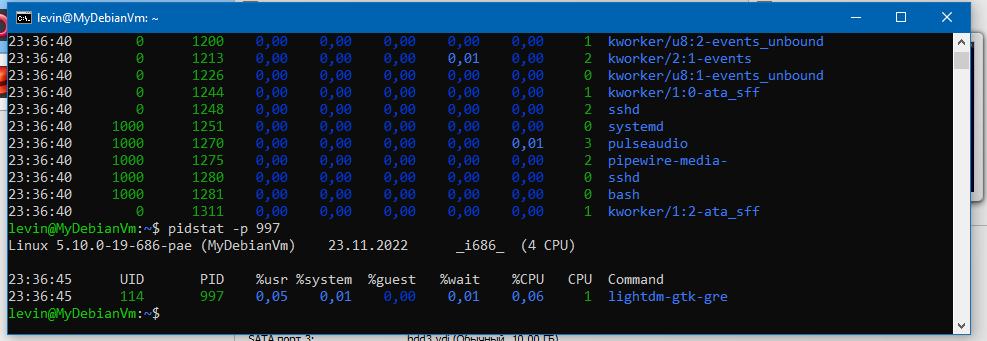 levin@MyDebianVm: ~
23:36:40 0 1200 0,00 0,00 0,00 0,00 0,00 1 kworker/u8:2-events_unbound
23:36:40 0 1213 0,00 0,00 0,00 0,01 0,00 2 kworker/2:1-events
23:36:40 0 1226 0,00 0,00 0,00 0,00 0,00 0 kworker/u8:1-events_unbound
23:36:40 0 1244 0,00 0,00 0,00 0,00 0,00 1 kworker/1:0-ata_sff
23:36:40 0 1248 0,00 0,00 0,00 0,00 0,00 2 sshd
23:36:40 1000 1251 0,00 0,00 0,00 0,00 0,00 0 systemd
23:36:40 1000 1270 0,00 0,00 0,00 0,00 0,01 3 pulseaudio
23:36:40 1000 1275 0,00 0,00 0,00 0,00 0,00 2 pipewire-media-
23:36:40 1000 1280 0,00 0,00 0,00 0,00 0,00 0 sshd
23:36:40 1000 1281 0,00 0,00 0,00 0,00 0,00 0 bash
23:36:40 0 1311 0,00 0,00 0,00 0,00 0,00 1 kworker/1:2-ata_sff
levin@MyDebianVm:~$ pidstat -p 997
Linux 5.10.0-19-686-pae (MyDebianVm) 23.11.2022 _i686_ (4 CPU)
23:36:45 UID PID %usr %system %guest %wait %CPU CPU Command
23:36:45 114 997 0,05 0,01 0,00 0,01 0,06 1 lightdm-gtk-gre
levin@MyDebianVm:~$
SATA порт 3: hdd3.vdi (Обычный, 10,00 ГБ)